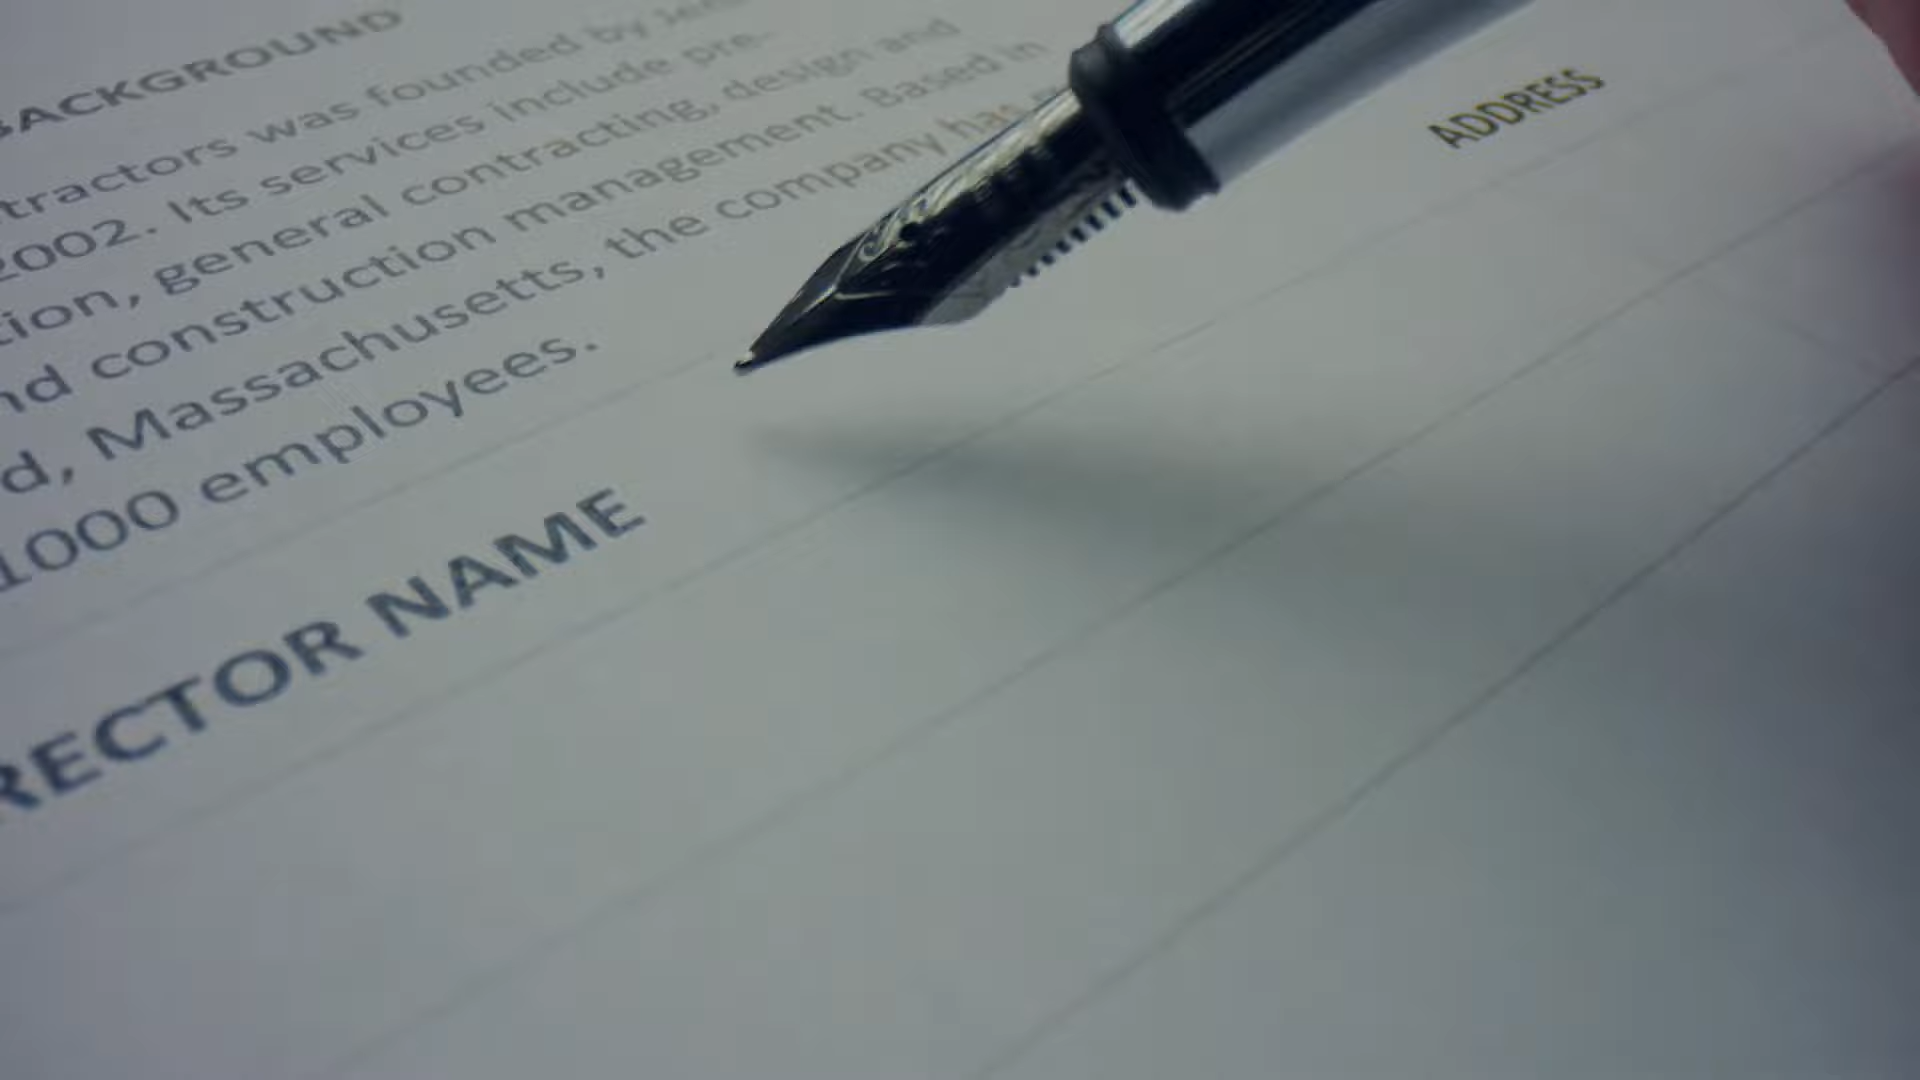 BACKGROUND
tractors was founded by
2002. Its services include pre-
tion, general contracting, design and
nd construction management. Based in
d, Massachusetts, the company has
1000 employees.
RECTOR NAME
ADDRESS